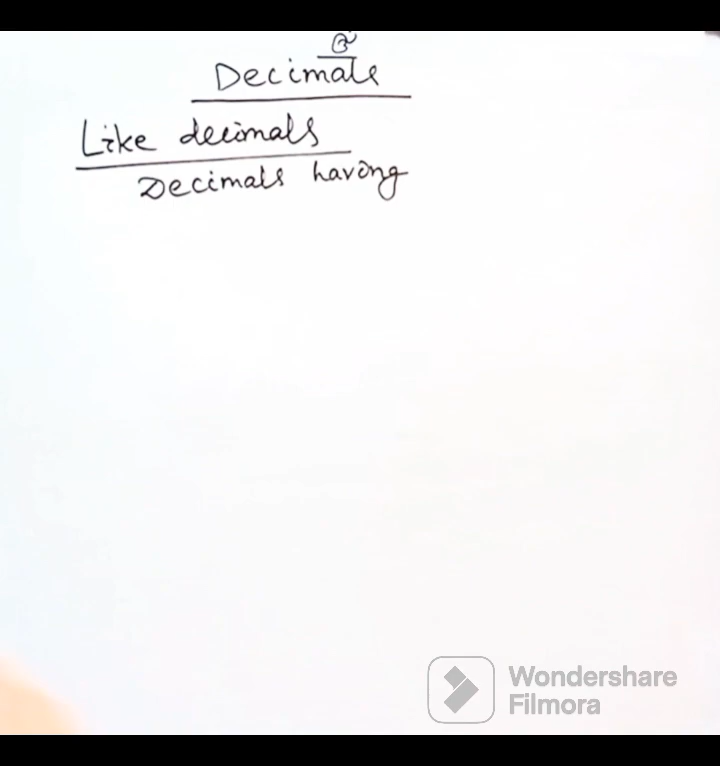 Decimals
Like decimals
Decimals having
Wondershare
Filmora